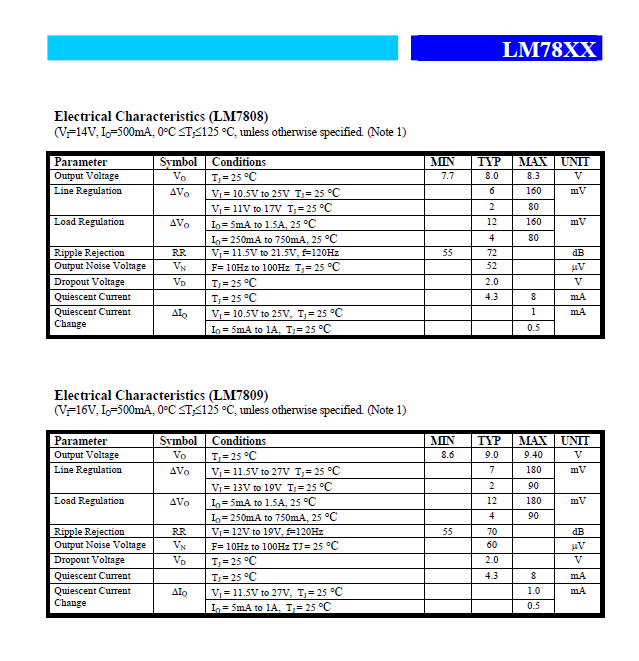 LM78XX
Electrical Characteristics (LM7808)
(VI=14V, IO=500mA, 0°C ≤TJ≤125 °C, unless otherwise specified. (Note 1)
Parameter Symbol Conditions MIN TYP MAX UNIT
Output Voltage VO TJ = 25 °C 7.7 8.0 8.3 V
Line Regulation ΔVO VI = 10.5V to 25V TJ = 25 °C 6 160 mV
VI = 11V to 17V TJ = 25 °C 2 80
Load Regulation ΔVO IO = 5mA to 1.5A, 25 °C 12 160 mV
IO = 250mA to 750mA, 25 °C 4 80
Ripple Rejection RR VI = 11.5V to 21.5V, f=120Hz 55 72 dB
Output Noise Voltage VN F= 10Hz to 100Hz TJ = 25 °C 52 μV
Dropout Voltage VD TJ = 25 °C 2.0 V
Quiescent Current TJ = 25 °C 4.3 8 mA
Quiescent Current ΔIQ VI = 10.5V to 25V, TJ = 25 °C 1 mA
Change IO = 5mA to 1A, TJ = 25 °C 0.5
Electrical Characteristics (LM7809)
(VI=16V, IO=500mA, 0°C ≤TJ≤125 °C, unless otherwise specified. (Note 1)
Parameter Symbol Conditions MIN TYP MAX UNIT
Output Voltage VO TJ = 25 °C 8.6 9.0 9.40 V
Line Regulation ΔVO VI = 11.5V to 27V TJ = 25 °C 7 180 mV
VI = 13V to 19V TJ = 25 °C 2 90
Load Regulation ΔVO IO = 5mA to 1.5A, 25 °C 12 180 mV
IO = 250mA to 750mA, 25 °C 4 90
Ripple Rejection RR VI = 12V to 19V, f=120Hz 55 70 dB
Output Noise Voltage VN F= 10Hz to 100Hz TJ = 25 °C 60 μV
Dropout Voltage VD TJ = 25 °C 2.0 V
Quiescent Current TJ = 25 °C 4.3 8 mA
Quiescent Current ΔIQ VI = 11.5V to 27V, TJ = 25 °C 1.0 mA
Change IO = 5mA to 1A, TJ = 25 °C 0.5